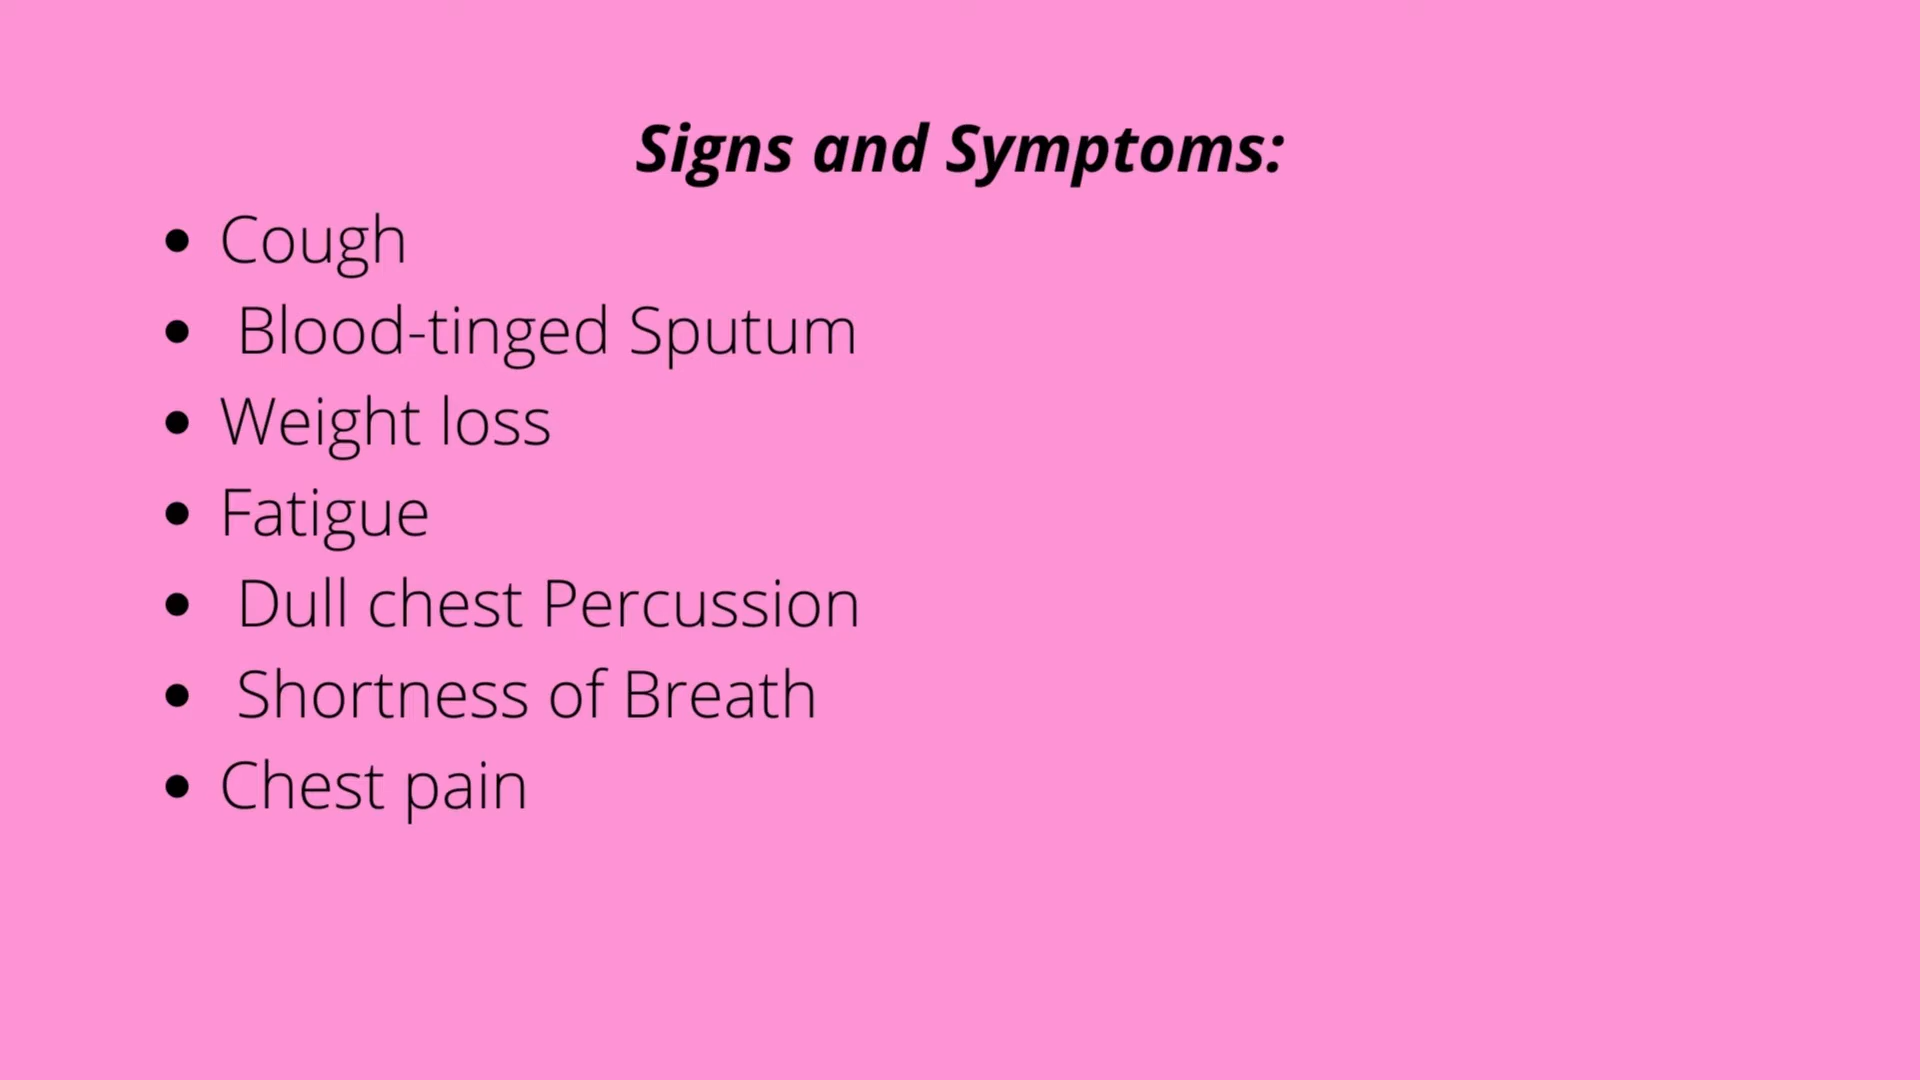 Signs and Symptoms:
• Cough
• Blood-tinged Sputum
• Weight loss
• Fatigue
• Dull chest Percussion
• Shortness of Breath
• Chest pain